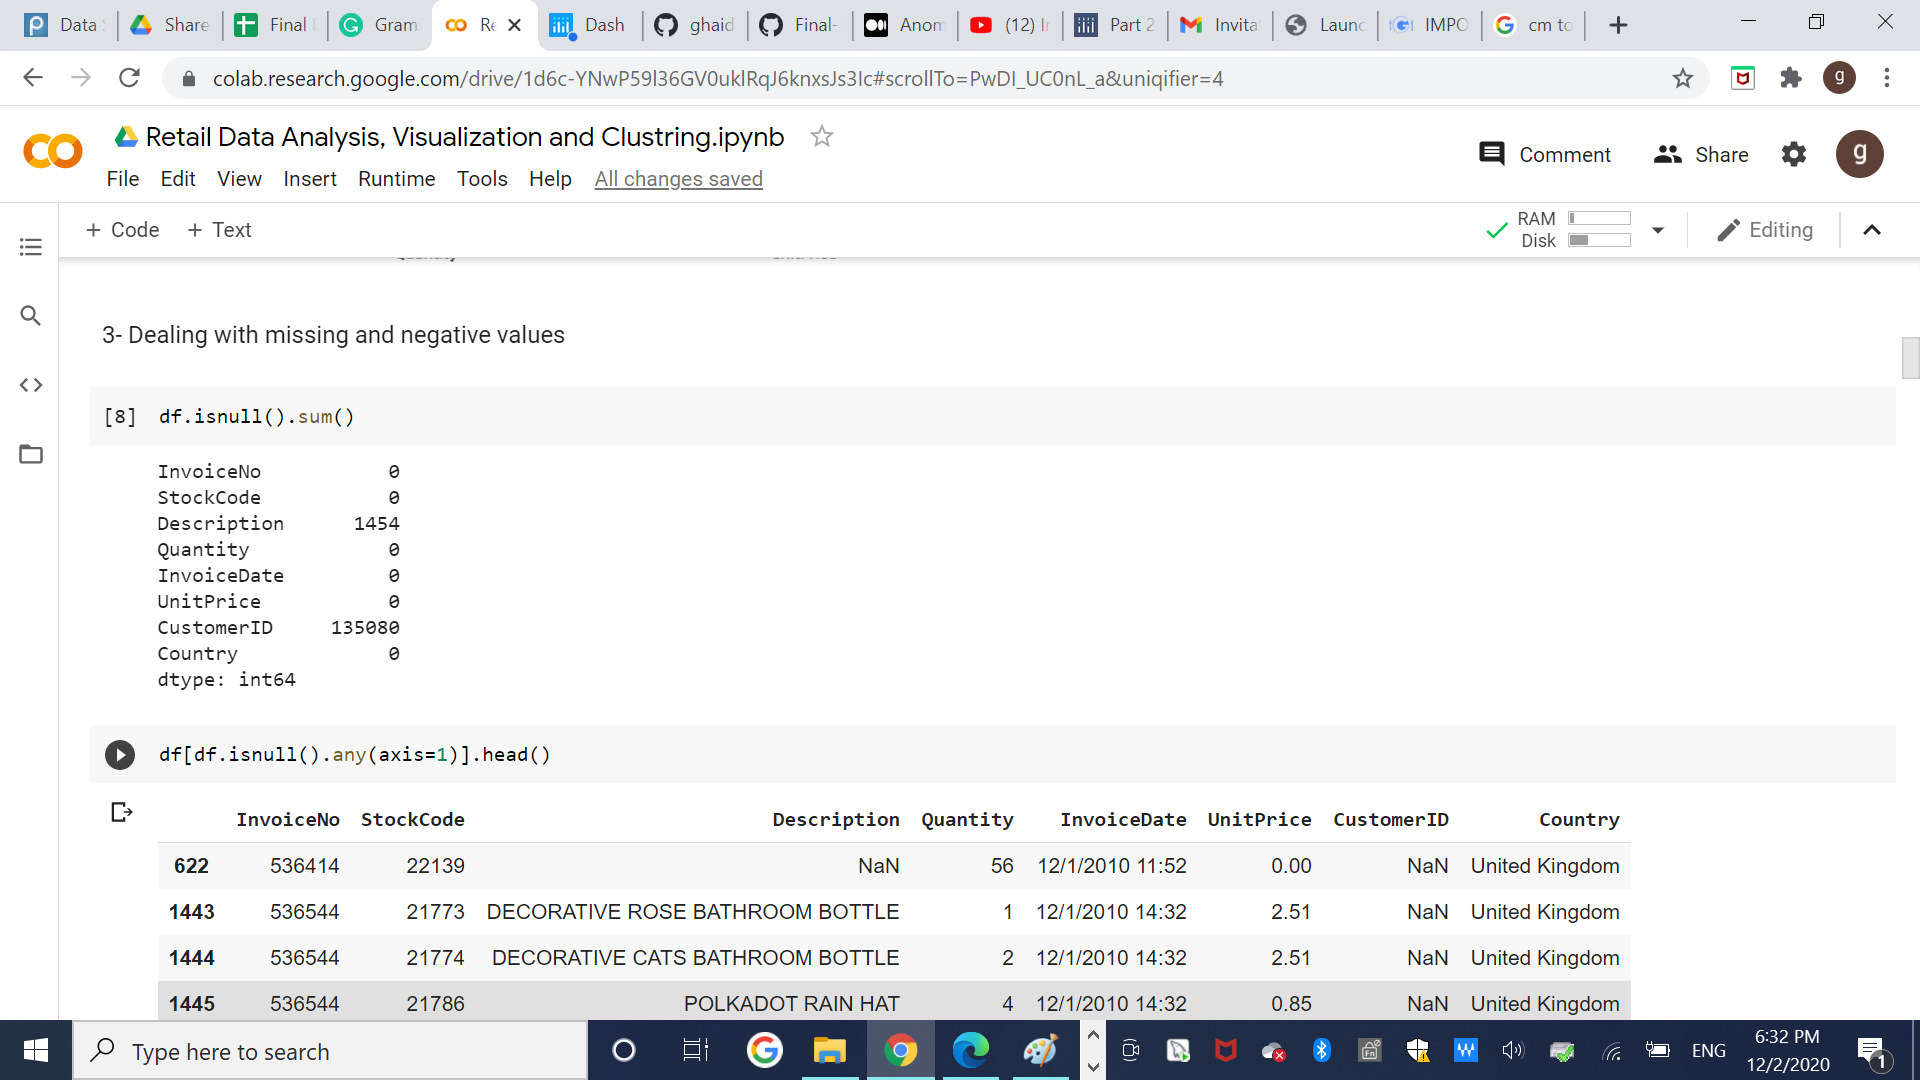 Data
Share
Final
Gram
Re
Dash
ghaid
Final-
Anom
(12) Ir
Part 2
Invita
Launc
IMPO
cm to
colab.research.google.com/drive/1d6c-YNwP59l36GV0uklRqJ6knxsJs3Ic#scrollTo=PwDI_UC0nL_a&uniqifier=4
g
Retail Data Analysis, Visualization and Clustring.ipynb
Comment
Share
g
File Edit View Insert Runtime Tools Help All changes saved
+ Code + Text
RAM
Disk
Editing
3- Dealing with missing and negative values
[8] df.isnull().sum()
InvoiceNo 0
StockCode 0
Description 1454
Quantity 0
InvoiceDate 0
UnitPrice 0
CustomerID 135080
Country 0
dtype: int64
df[df.isnull().any(axis=1)].head()
InvoiceNo StockCode Description Quantity InvoiceDate UnitPrice CustomerID Country
622 536414 22139 NaN 56 12/1/2010 11:52 0.00 NaN United Kingdom
1443 536544 21773 DECORATIVE ROSE BATHROOM BOTTLE 1 12/1/2010 14:32 2.51 NaN United Kingdom
1444 536544 21774 DECORATIVE CATS BATHROOM BOTTLE 2 12/1/2010 14:32 2.51 NaN United Kingdom
1445 536544 21786 POLKADOT RAIN HAT 4 12/1/2010 14:32 0.85 NaN United Kingdom
Type here to search
ENG
6:32 PM
12/2/2020
1